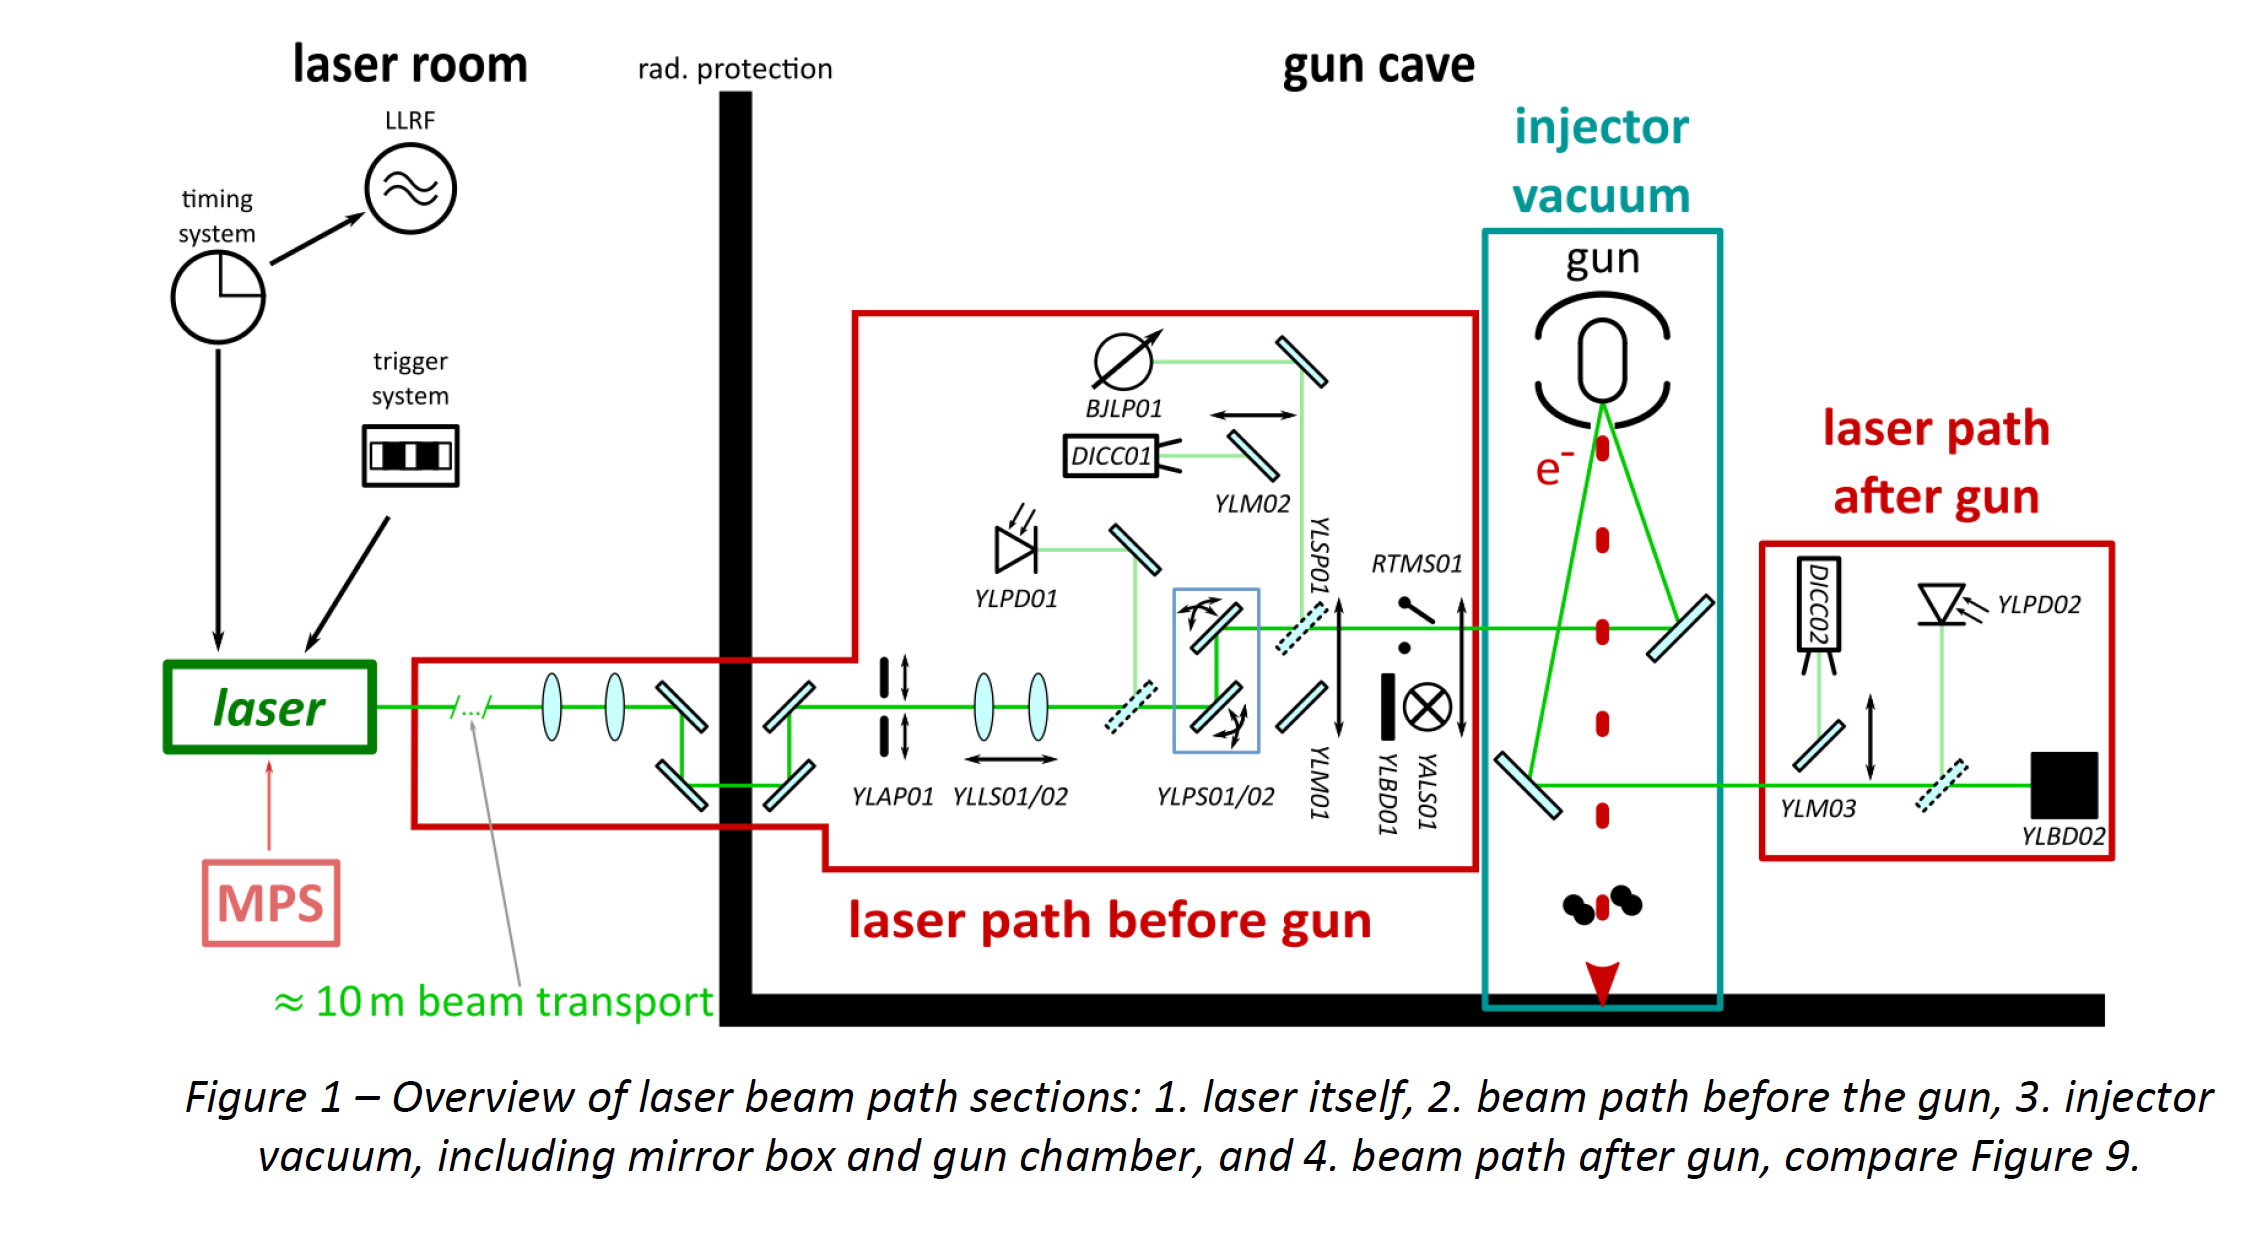 laser room
rad. protection
gun cave
LLRF
timing
system
trigger
system
laser
MPS
≈ 10 m beam transport
/.../
injector
vacuum
gun
e-
BJLP01
DICC01
YLM02
YLPD01
YLSP01
RTMS01
YLAP01
YLLS01/02
YLPS01/02
YLM01
YLBD01
YALS01
laser path before gun
laser path
after gun
DICC02
YLPD02
YLM03
YLBD02
Figure 1 – Overview of laser beam path sections: 1. laser itself, 2. beam path before the gun, 3. injector
vacuum, including mirror box and gun chamber, and 4. beam path after gun, compare Figure 9.